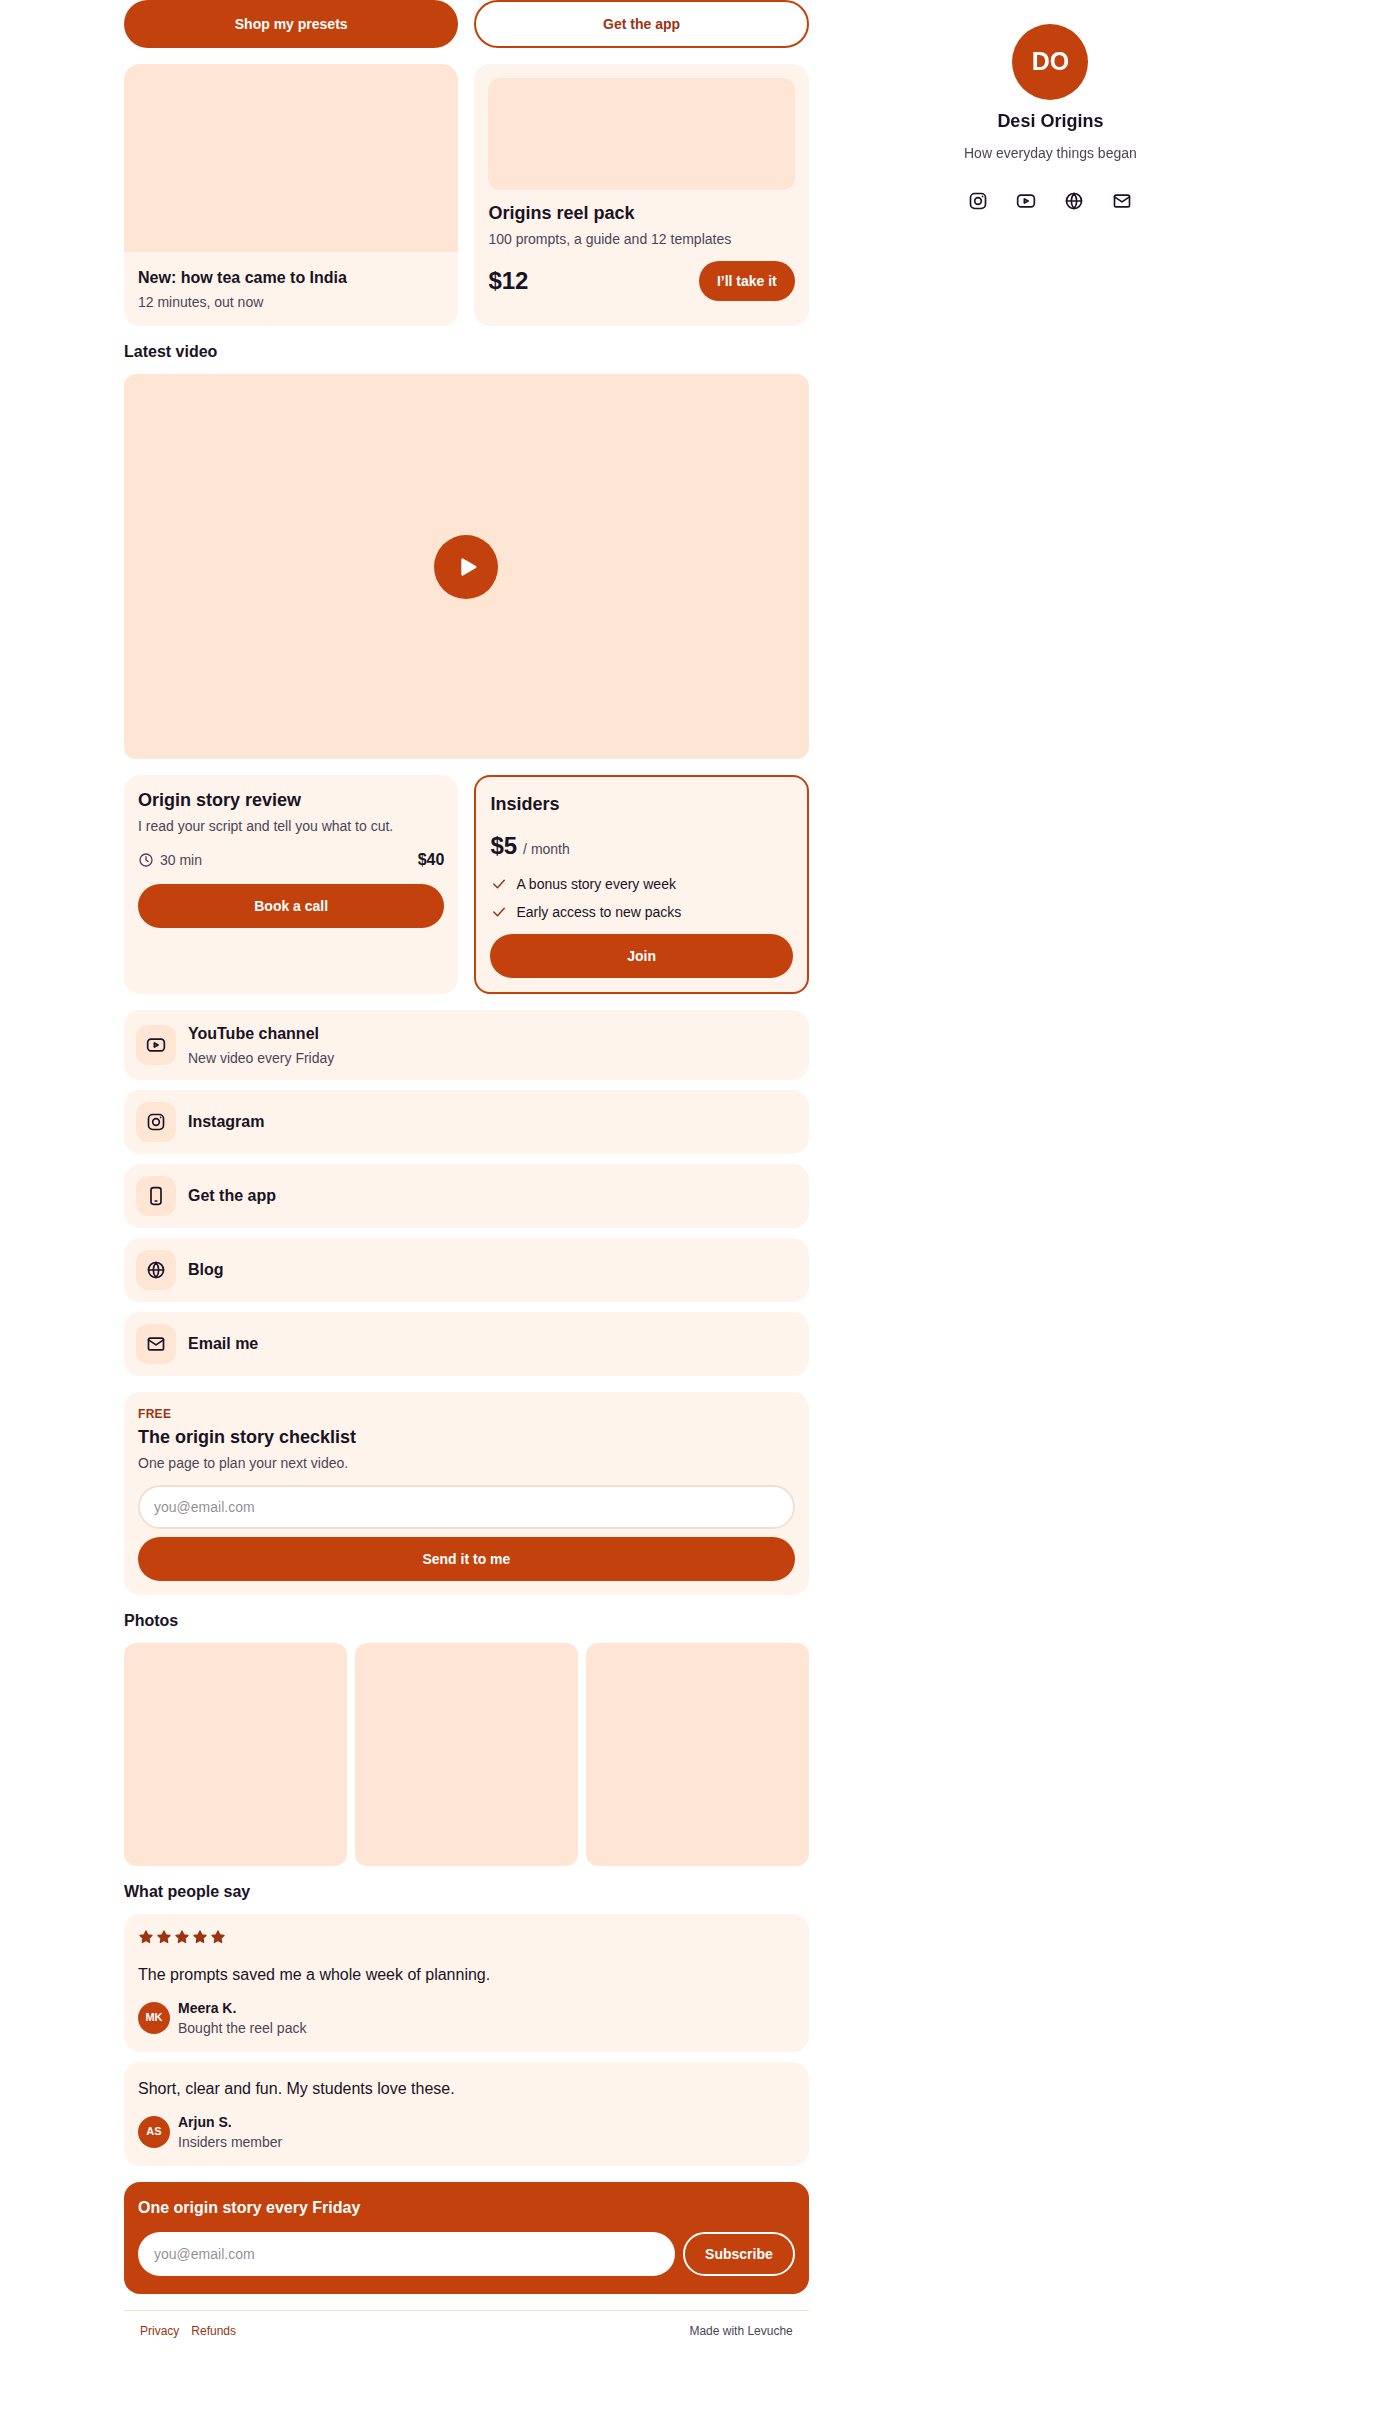 Shop my presets
Get the app
DO
Desi Origins
How everyday things began
New: how tea came to India
12 minutes, out now
Origins reel pack
100 prompts, a guide and 12 templates
$12
I’ll take it
Latest video
Origin story review
I read your script and tell you what to cut.
30 min
$40
Book a call
Insiders
$5 / month
A bonus story every week
Early access to new packs
Join
YouTube channel
New video every Friday
Instagram
Get the app
Blog
Email me
FREE
The origin story checklist
One page to plan your next video.
you@email.com
Send it to me
Photos
What people say
The prompts saved me a whole week of planning.
MK
Meera K.
Bought the reel pack
Short, clear and fun. My students love these.
AS
Arjun S.
Insiders member
One origin story every Friday
you@email.com
Subscribe
Privacy
Refunds
Made with Levuche